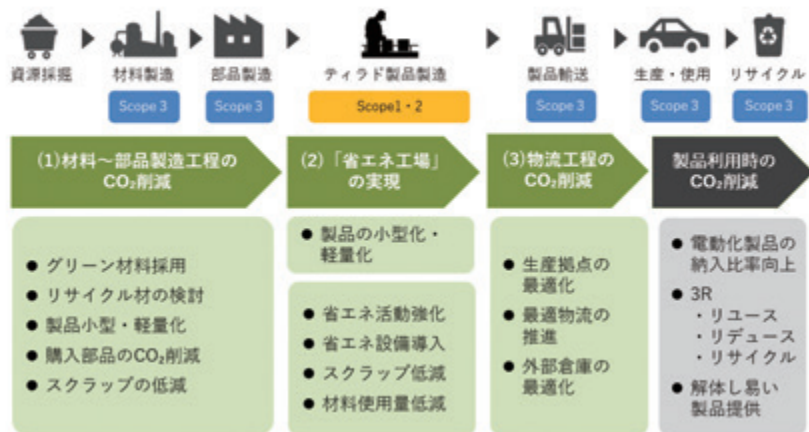 資源採掘
材料製造
部品製造
ティラド製品製造
製品輸送
生産・使用
リサイクル
Scope 3
Scope 3
Scope1・2
Scope 3
Scope 3
Scope 3
(1)材料～部品製造工程の
CO₂削減
(2)「省エネ工場」
の実現
(3)物流工程の
CO₂削減
製品利用時の
CO₂削減
● グリーン材料採用
● リサイクル材の検討
● 製品小型・軽量化
● 購入部品のCO₂削減
● スクラップの低減
● 製品の小型化・
軽量化
● 省エネ活動強化
● 省エネ設備導入
● スクラップ低減
● 材料使用量低減
● 生産拠点の
最適化
● 最適物流の
推進
● 外部倉庫の
最適化
● 電動化製品の
納入比率向上
● 3R
・リユース
・リデュース
・リサイクル
● 解体し易い
製品提供